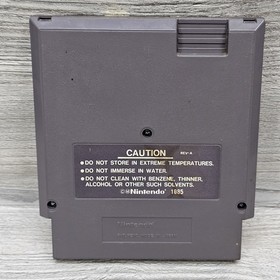 CAUTION REV-A
● DO NOT STORE IN EXTREME TEMPERATURES.
● DO NOT IMMERSE IN WATER.
● DO NOT CLEAN WITH BENZENE, THINNER,
ALCOHOL OR OTHER SUCH SOLVENTS.
©Nintendo 1985